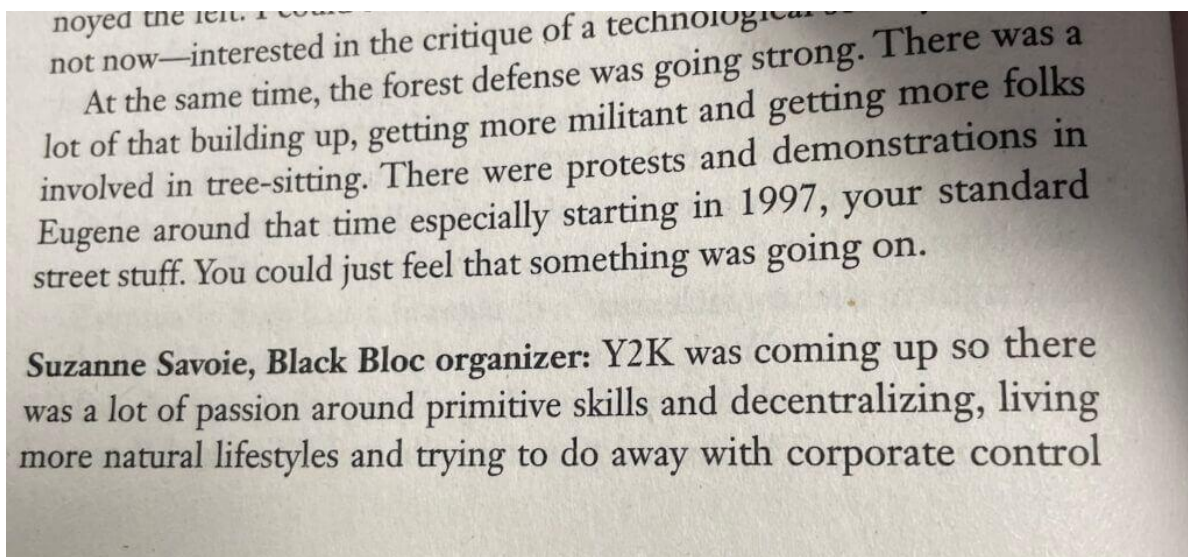 noyed the left. I
not now—interested in the critique of a technological
At the same time, the forest defense was going strong. There was a
lot of that building up, getting more militant and getting more folks
involved in tree-sitting. There were protests and demonstrations in
Eugene around that time especially starting in 1997, your standard
street stuff. You could just feel that something was going on.
Suzanne Savoie, Black Bloc organizer: Y2K was coming up so there
was a lot of passion around primitive skills and decentralizing, living
more natural lifestyles and trying to do away with corporate control